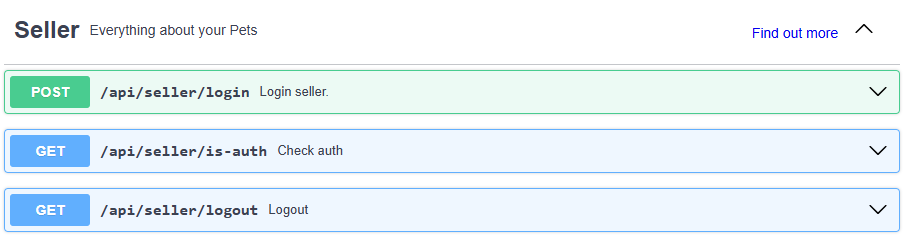 Seller Everything about your Pets Find out more
POST /api/seller/login Login seller.
GET /api/seller/is-auth Check auth
GET /api/seller/logout Logout